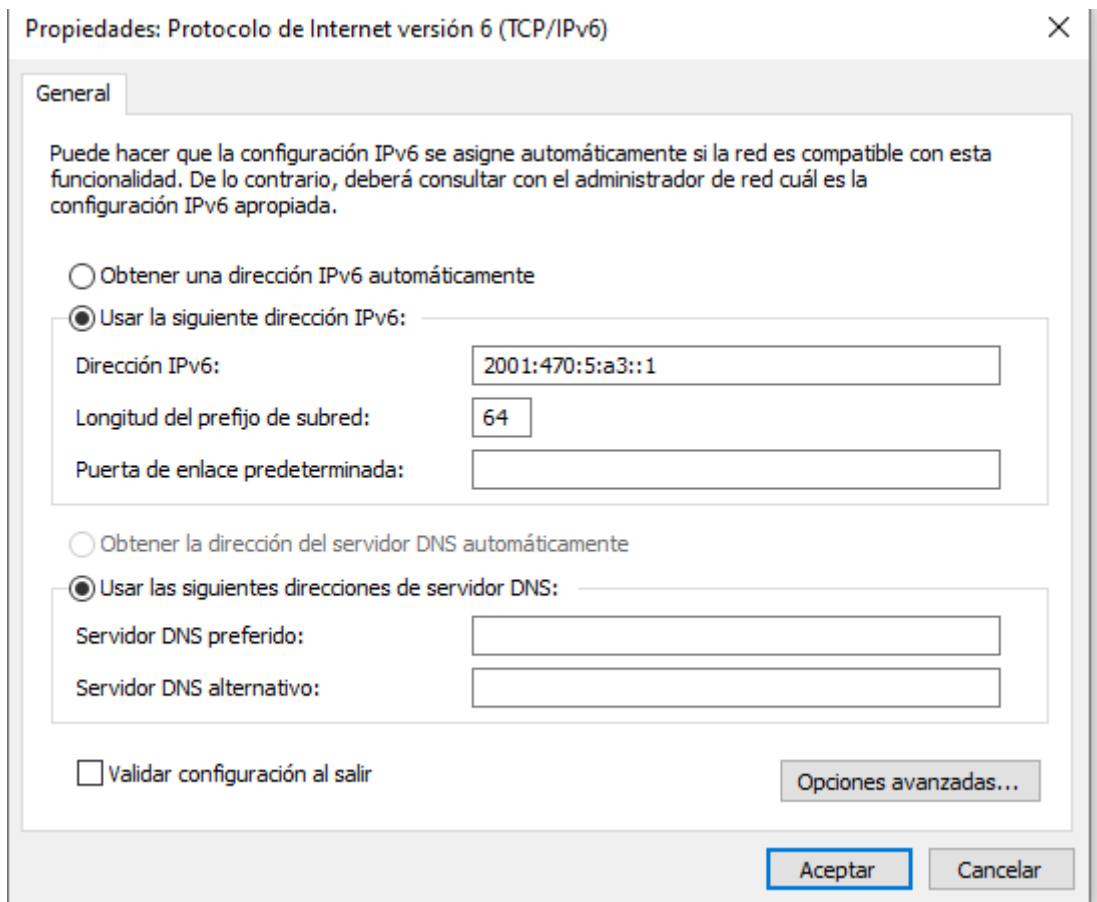 Propiedades: Protocolo de Internet versión 6 (TCP/IPv6)
General
Puede hacer que la configuración IPv6 se asigne automáticamente si la red es compatible con esta
funcionalidad. De lo contrario, deberá consultar con el administrador de red cuál es la
configuración IPv6 apropiada.
Obtener una dirección IPv6 automáticamente
Usar la siguiente dirección IPv6:
Dirección IPv6: 2001:470:5:a3::1
Longitud del prefijo de subred: 64
Puerta de enlace predeterminada:
Obtener la dirección del servidor DNS automáticamente
Usar las siguientes direcciones de servidor DNS:
Servidor DNS preferido:
Servidor DNS alternativo:
Validar configuración al salir
Opciones avanzadas...
Aceptar Cancelar